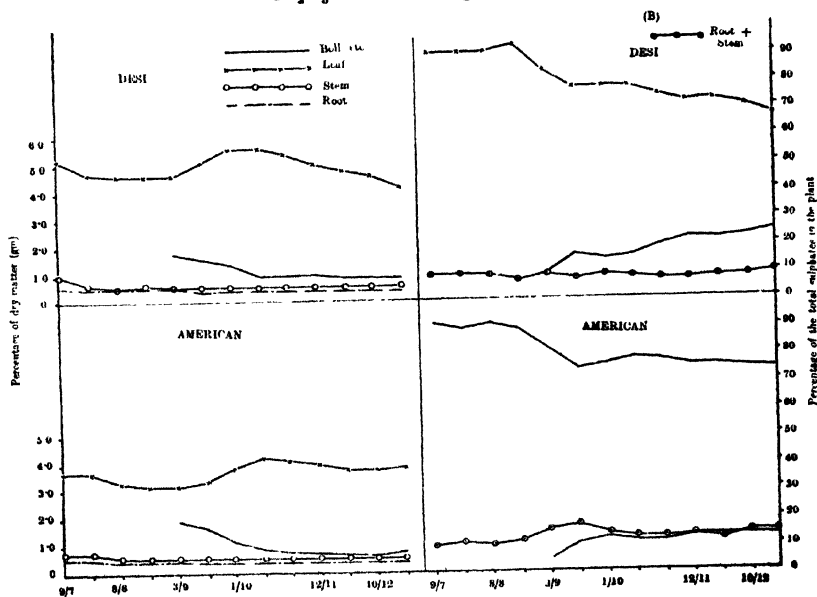 (B)
Root + Stem
DESI
Boll etc
Leaf
Stem
Root
DESI
90
80
70
60
50
40
30
20
10
0
6·0
5·0
4·0
3·0
2·0
1·0
0
AMERICAN
AMERICAN
90
80
70
60
50
40
30
20
10
0
5·0
4·0
3·0
2·0
1·0
0
Percentage of dry matter (gm)
Percentage of the total sulphates in the plant
9/7 8/8 3/9 1/10 12/11 10/12
9/7 8/8 3/9 1/10 12/11 10/12